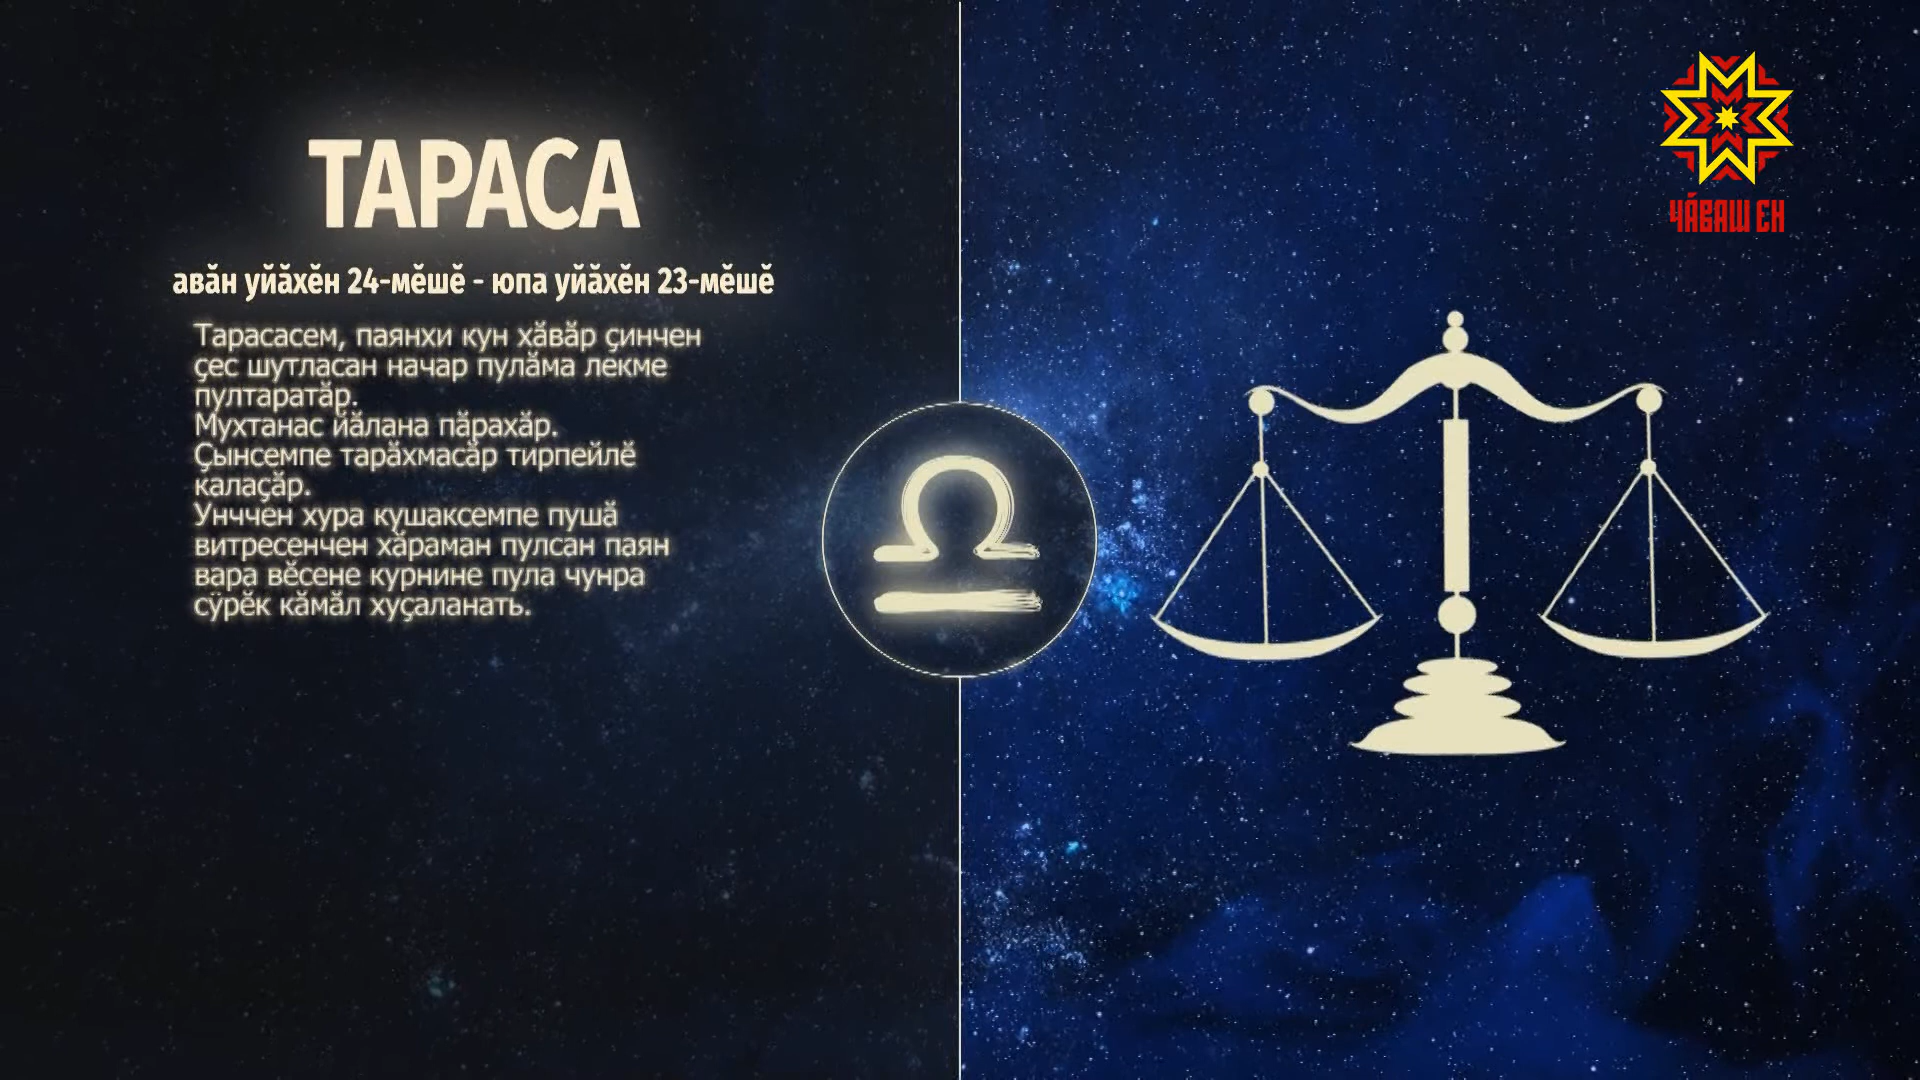 ТАРАСА
авӑн уйӑхӗн 24-мӗшӗ - юпа уйӑхӗн 23-мӗшӗ
Тарасасем, паянхи кун хӑвӑр ҫинчен
ҫес шутласан начар пулӑма лекме
пултаратӑр.
Мухтанас йӑлана пӑрахӑр.
Ҫынсемпе тарӑхмасӑр тирпейлӗ
калаҫӑр.
Унччен хура кушаксемпе пушӑ
витресенчен хӑраман пулсан паян
вара вӗсене курнине пула чунра
сӳрӗк кӑмӑл хуҫаланать.
ЧӐВАШ ЕН